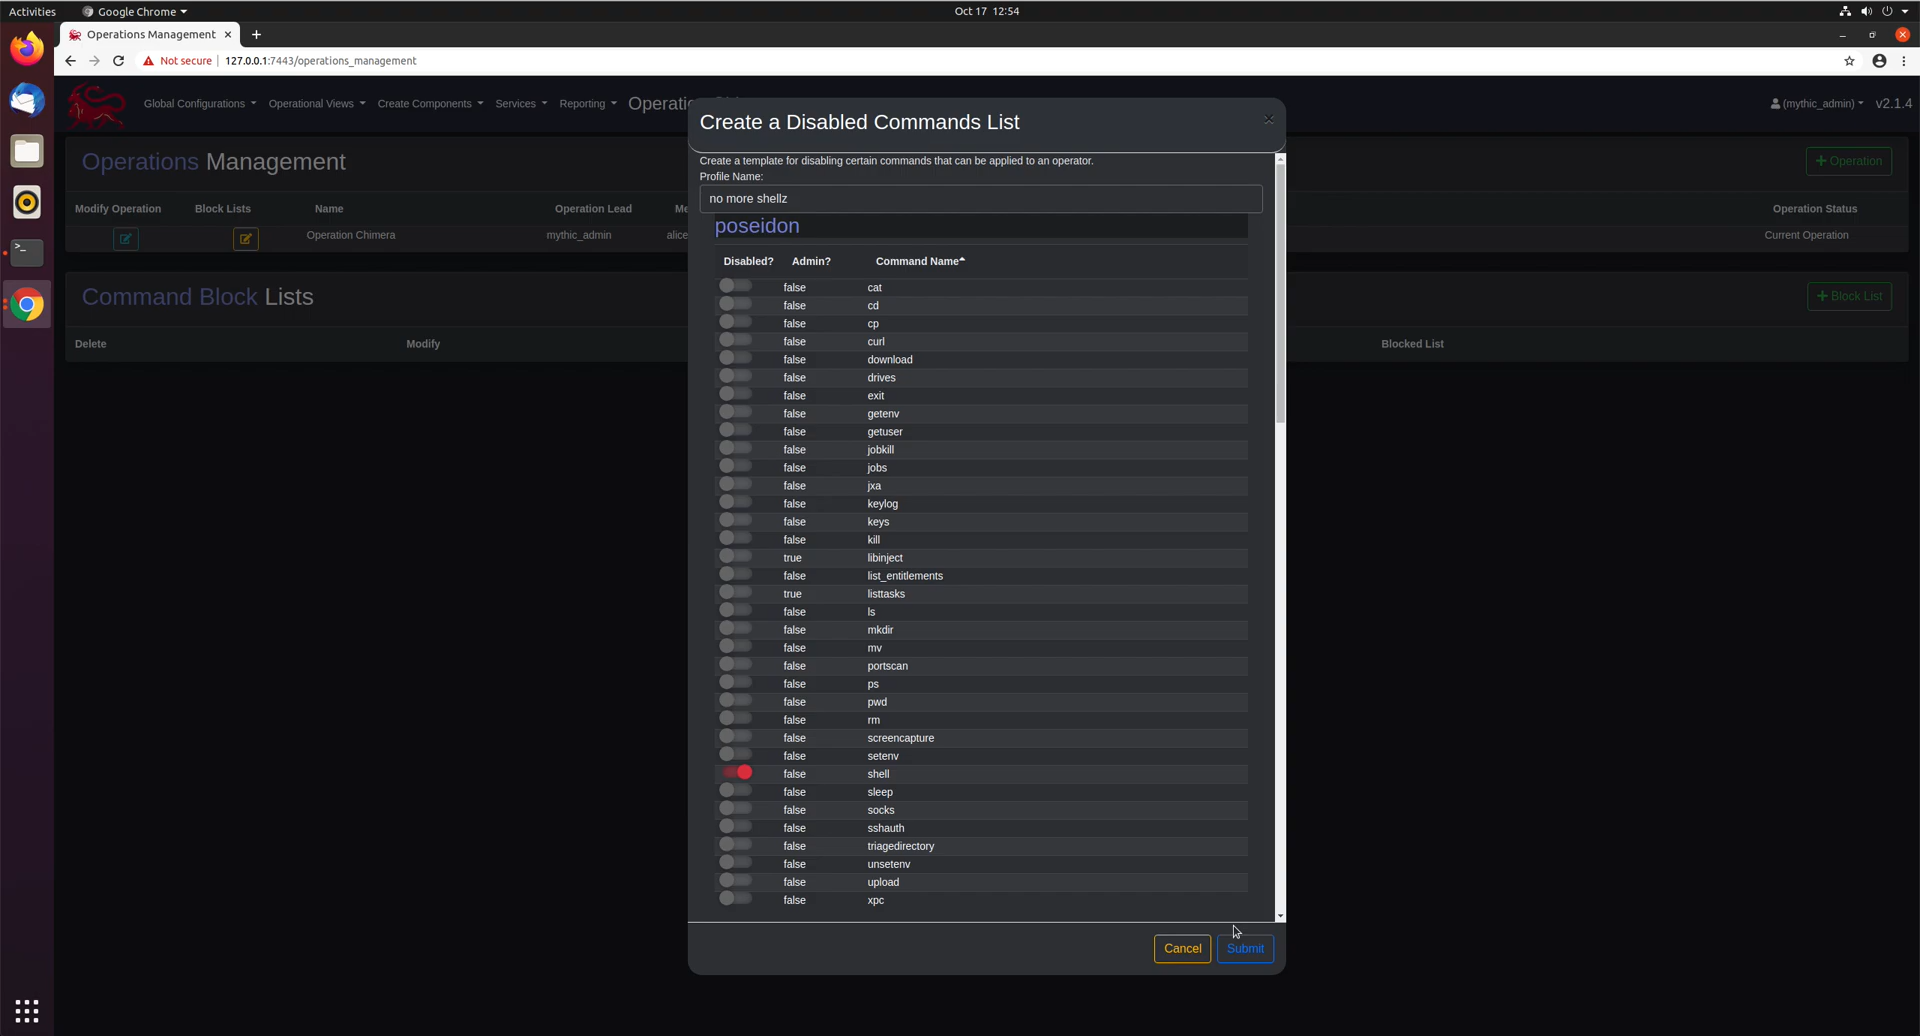 Activities
Google Chrome
Oct 17 12:54
Operations Management
Not secure
127.0.0.1:7443/operations_management
Global Configurations
Operational Views
Create Components
Services
Reporting
(mythic_admin)
v2.1.4
Operations Management
+ Operation
Modify Operation
Block Lists
Name
Operation Lead
Operation Status
Operation Chimera
mythic_admin
alice
Current Operation
Command Block Lists
+ Block List
Delete
Modify
Blocked List
Create a Disabled Commands List
×
Create a template for disabling certain commands that can be applied to an operator.
Profile Name:
no more shellz
poseidon
Disabled? Admin? Command Name
false cat
false cd
false cp
false curl
false download
false drives
false exit
false getenv
false getuser
false jobkill
false jobs
false jxa
false keylog
false keys
false kill
true libinject
false list_entitlements
true listtasks
false ls
false mkdir
false mv
false portscan
false ps
false pwd
false rm
false screencapture
false setenv
false shell
false sleep
false socks
false sshauth
false triagedirectory
false unsetenv
false upload
false xpc
Cancel
Submit